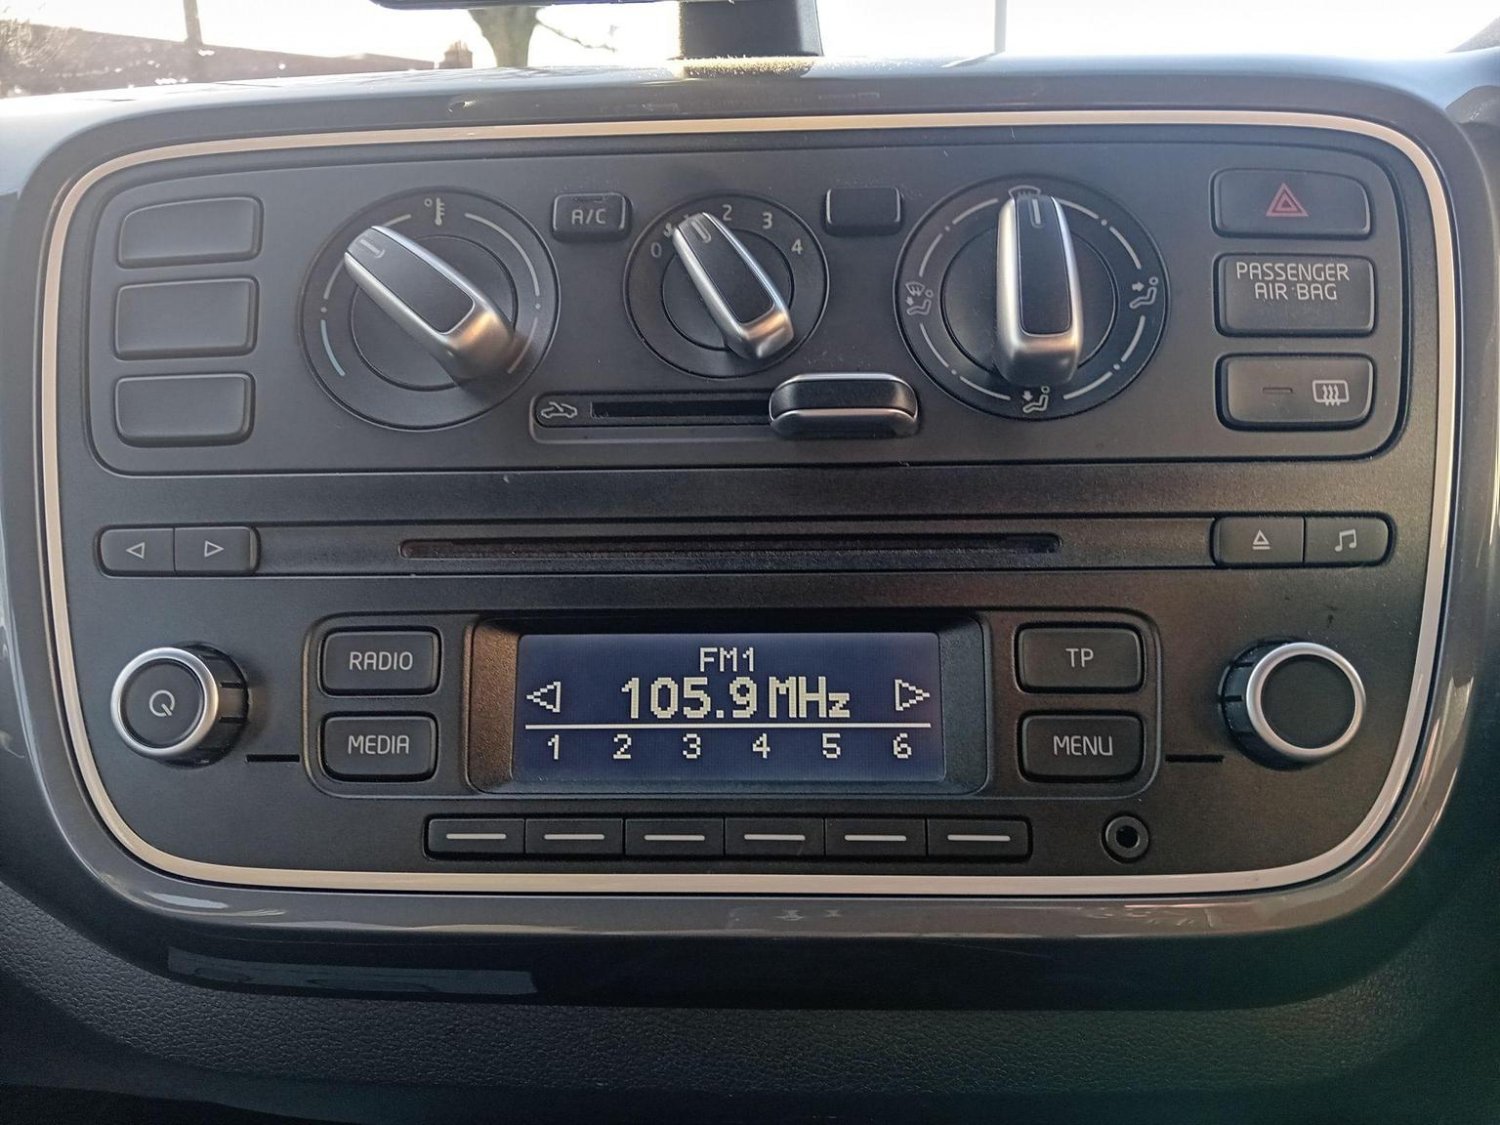 A/C
0 1 2 3 4
PASSENGER
AIR BAG
RADIO
MEDIA
FM1
105.9 MHz
1 2 3 4 5 6
TP
MENU